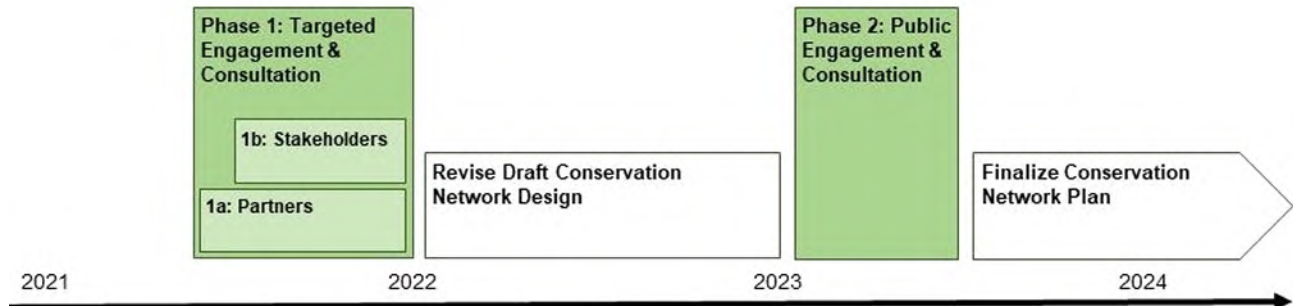 Phase 1: Targeted
Engagement &
Consultation
1b: Stakeholders
1a: Partners
Revise Draft Conservation
Network Design
Phase 2: Public
Engagement &
Consultation
Finalize Conservation
Network Plan
2021
2022
2023
2024